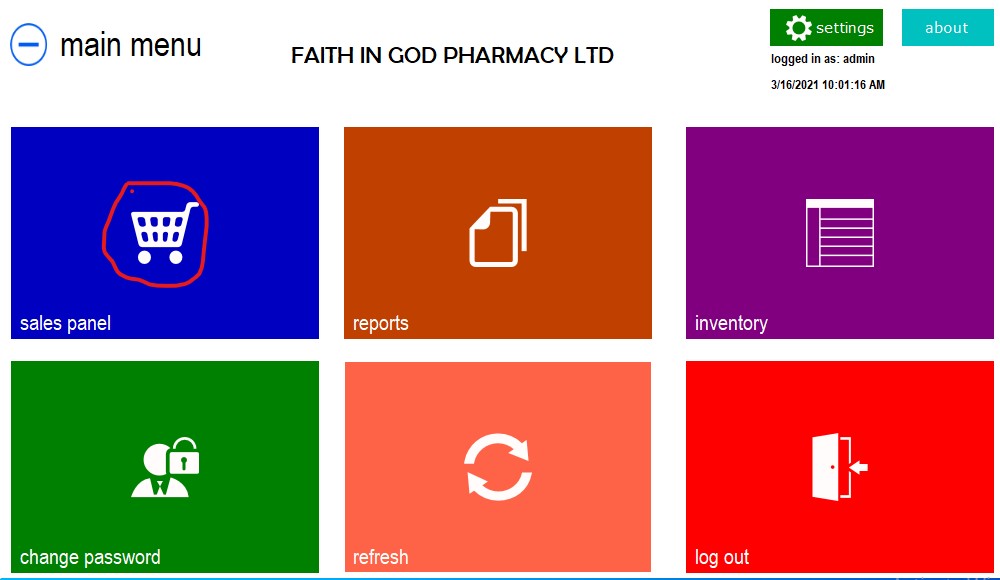 main menu
FAITH IN GOD PHARMACY LTD
settings
about
logged in as: admin
3/16/2021 10:01:16 AM
sales panel
reports
inventory
change password
refresh
log out